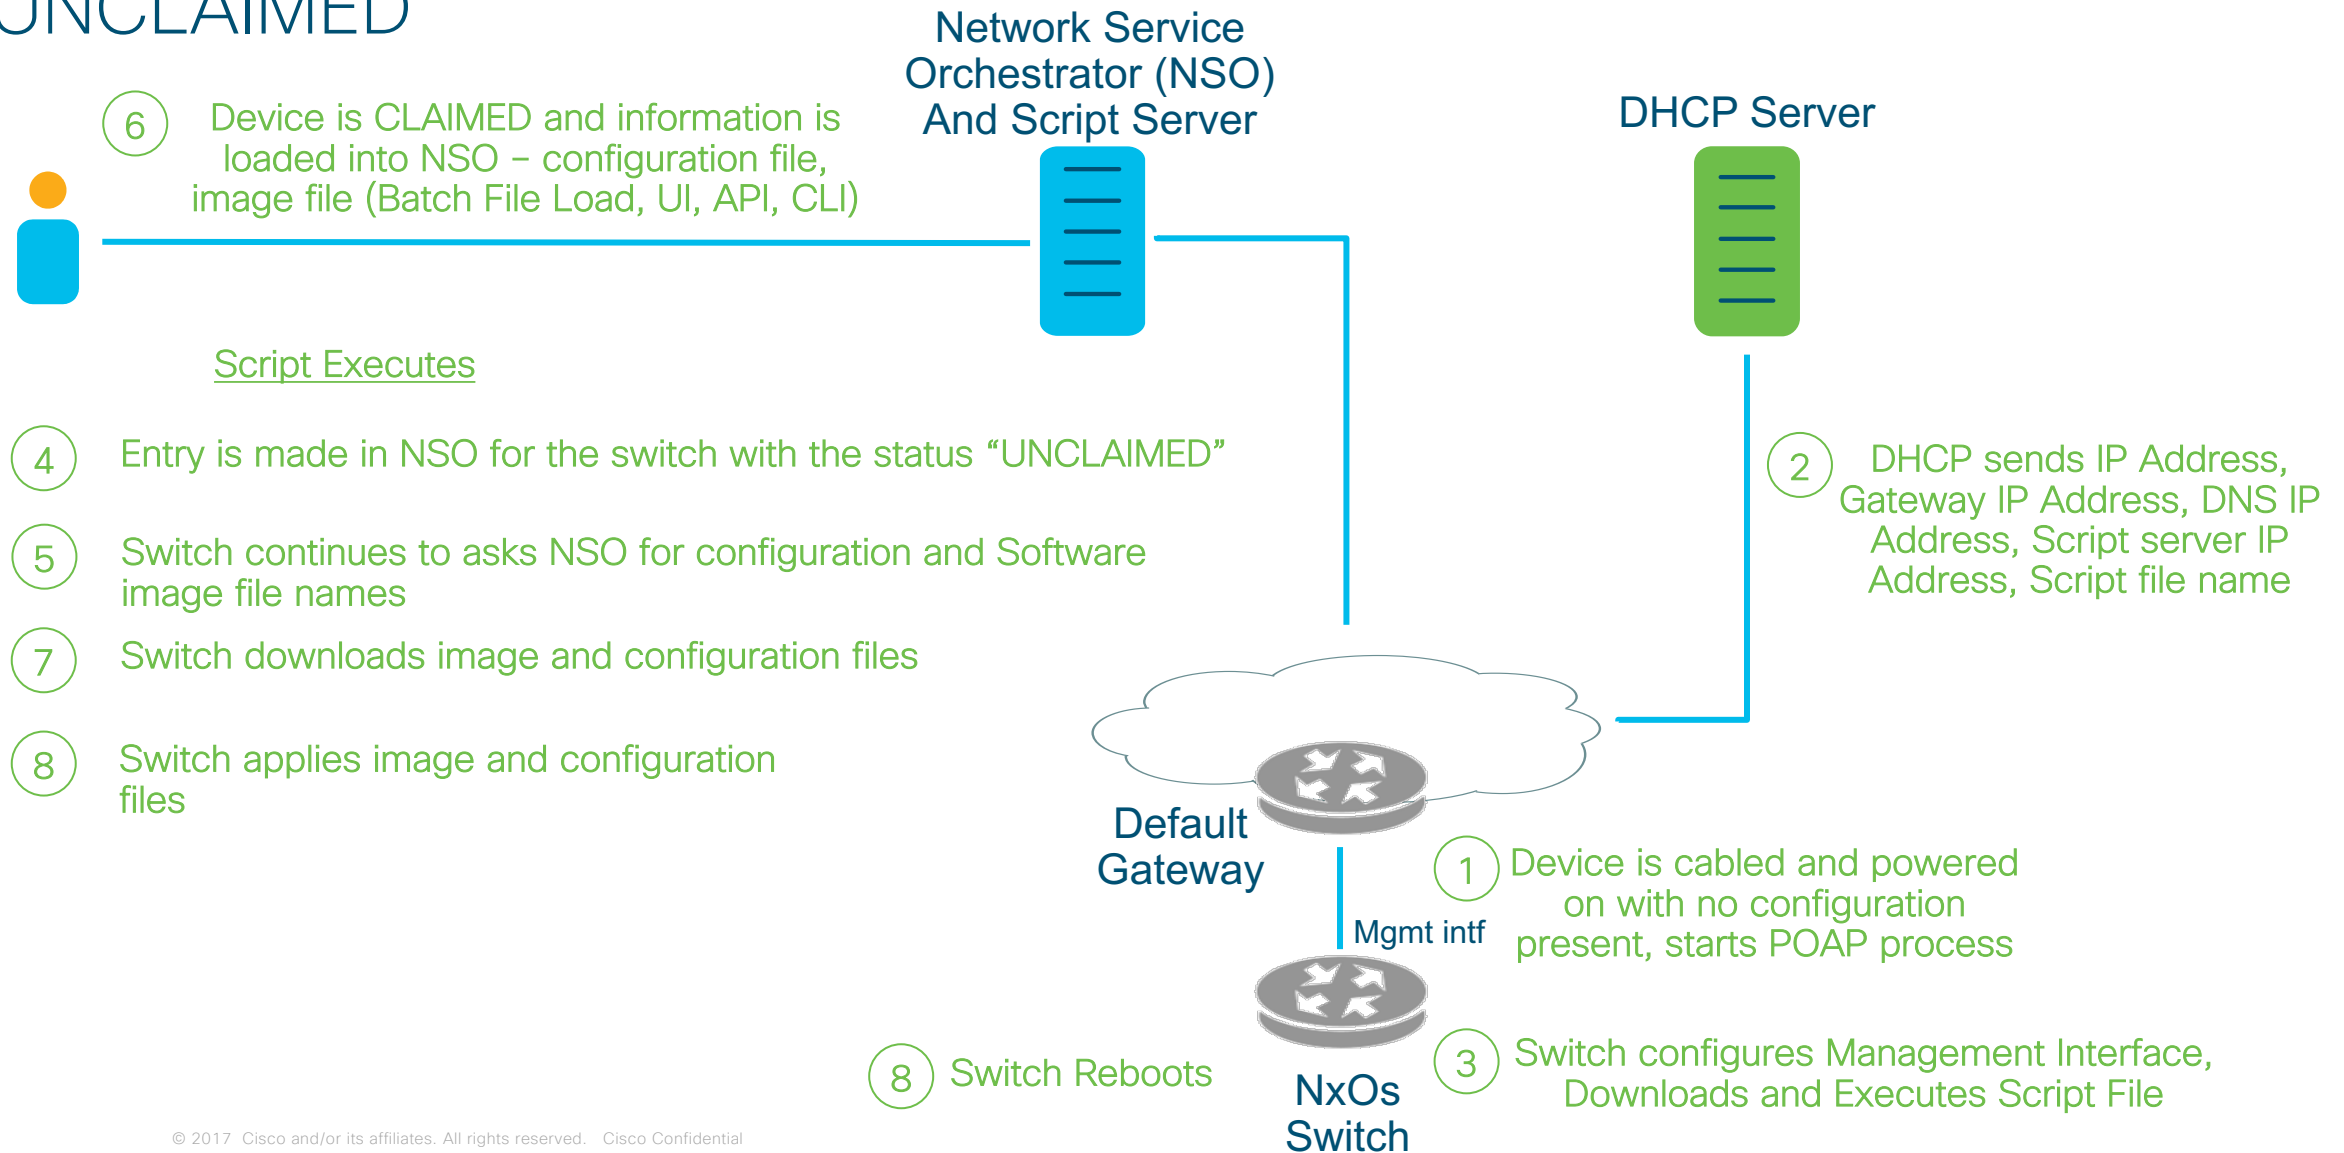 UNCLAIMED
Network Service
Orchestrator (NSO)
And Script Server
DHCP Server
6
Device is CLAIMED and information is
loaded into NSO – configuration file,
image file (Batch File Load, UI, API, CLI)
Script Executes
4
Entry is made in NSO for the switch with the status “UNCLAIMED”
5
Switch continues to asks NSO for configuration and Software
image file names
7
Switch downloads image and configuration files
8
Switch applies image and configuration
files
2
DHCP sends IP Address,
Gateway IP Address, DNS IP
Address, Script server IP
Address, Script file name
Default
Gateway
1
Device is cabled and powered
on with no configuration
present, starts POAP process
Mgmt intf
8
Switch Reboots
NxOs
Switch
3
Switch configures Management Interface,
Downloads and Executes Script File
© 2017 Cisco and/or its affiliates. All rights reserved. Cisco Confidential